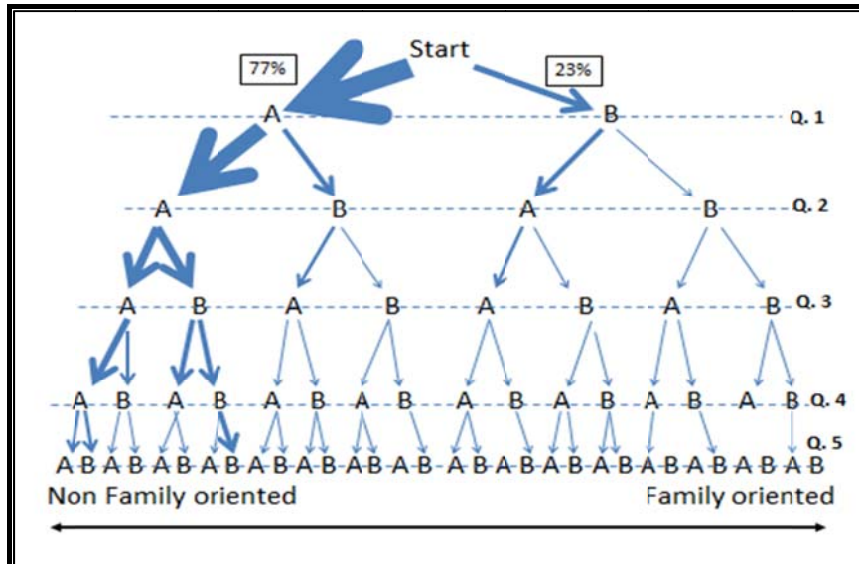 Start
77% 23%
A B Q. 1
A B A B Q. 2
A B A B A B A B Q. 3
A B A B A B A B A B A B A B A B Q. 4
Q. 5
A B A B A B A B A B A B A B A B A B A B A B A B A B A B A B A B
Non Family oriented Family oriented